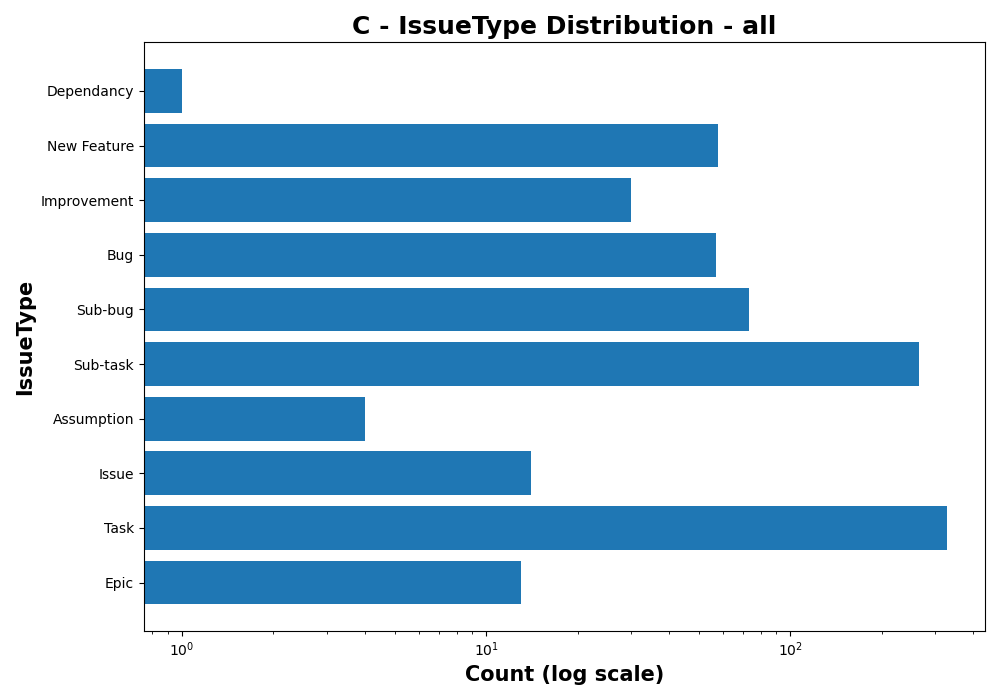 C - IssueType Distribution - all
IssueType
Dependancy
New Feature
Improvement
Bug
Sub-bug
Sub-task
Assumption
Issue
Task
Epic
10⁰ 10¹ 10²
Count (log scale)